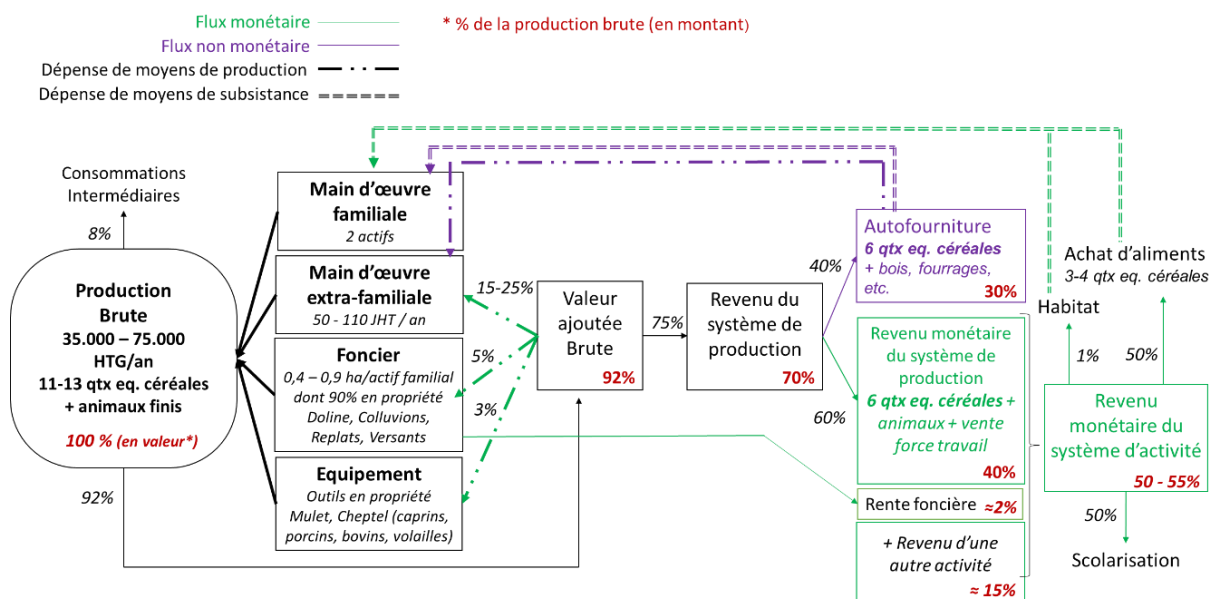 Flux monétaire
* % de la production brute (en montant)
Flux non monétaire
Dépense de moyens de production
Dépense de moyens de subsistance
Consommations
Intermédiaires
8%
Production
Brute
35.000 – 75.000
HTG/an
11-13 qtx eq. céréales
+ animaux finis
100 % (en valeur*)
92%
Main d'œuvre
familiale
2 actifs
Main d'œuvre
extra-familiale
50 - 110 JHT / an
Foncier
0,4 – 0,9 ha/actif familial
dont 90% en propriété
Doline, Colluvions,
Replats, Versants
Equipement
Outils en propriété
Mulet, Cheptel (caprins,
porcins, bovins, volailles)
15-25%
5%
3%
Valeur
ajoutée
Brute
92%
75%
Revenu du
système de
production
70%
40%
60%
Autofourniture
6 qtx eq. céréales
+ bois, fourrages,
etc.
30%
Revenu monétaire
du système de
production
6 qtx eq. céréales +
animaux + vente
force travail
40%
Rente foncière ≈2%
+ Revenu d'une
autre activité
≈ 15%
Achat d'aliments
3-4 qtx eq. céréales
Habitat
1%
50%
Revenu
monétaire du
système d'activité
50 - 55%
50%
Scolarisation